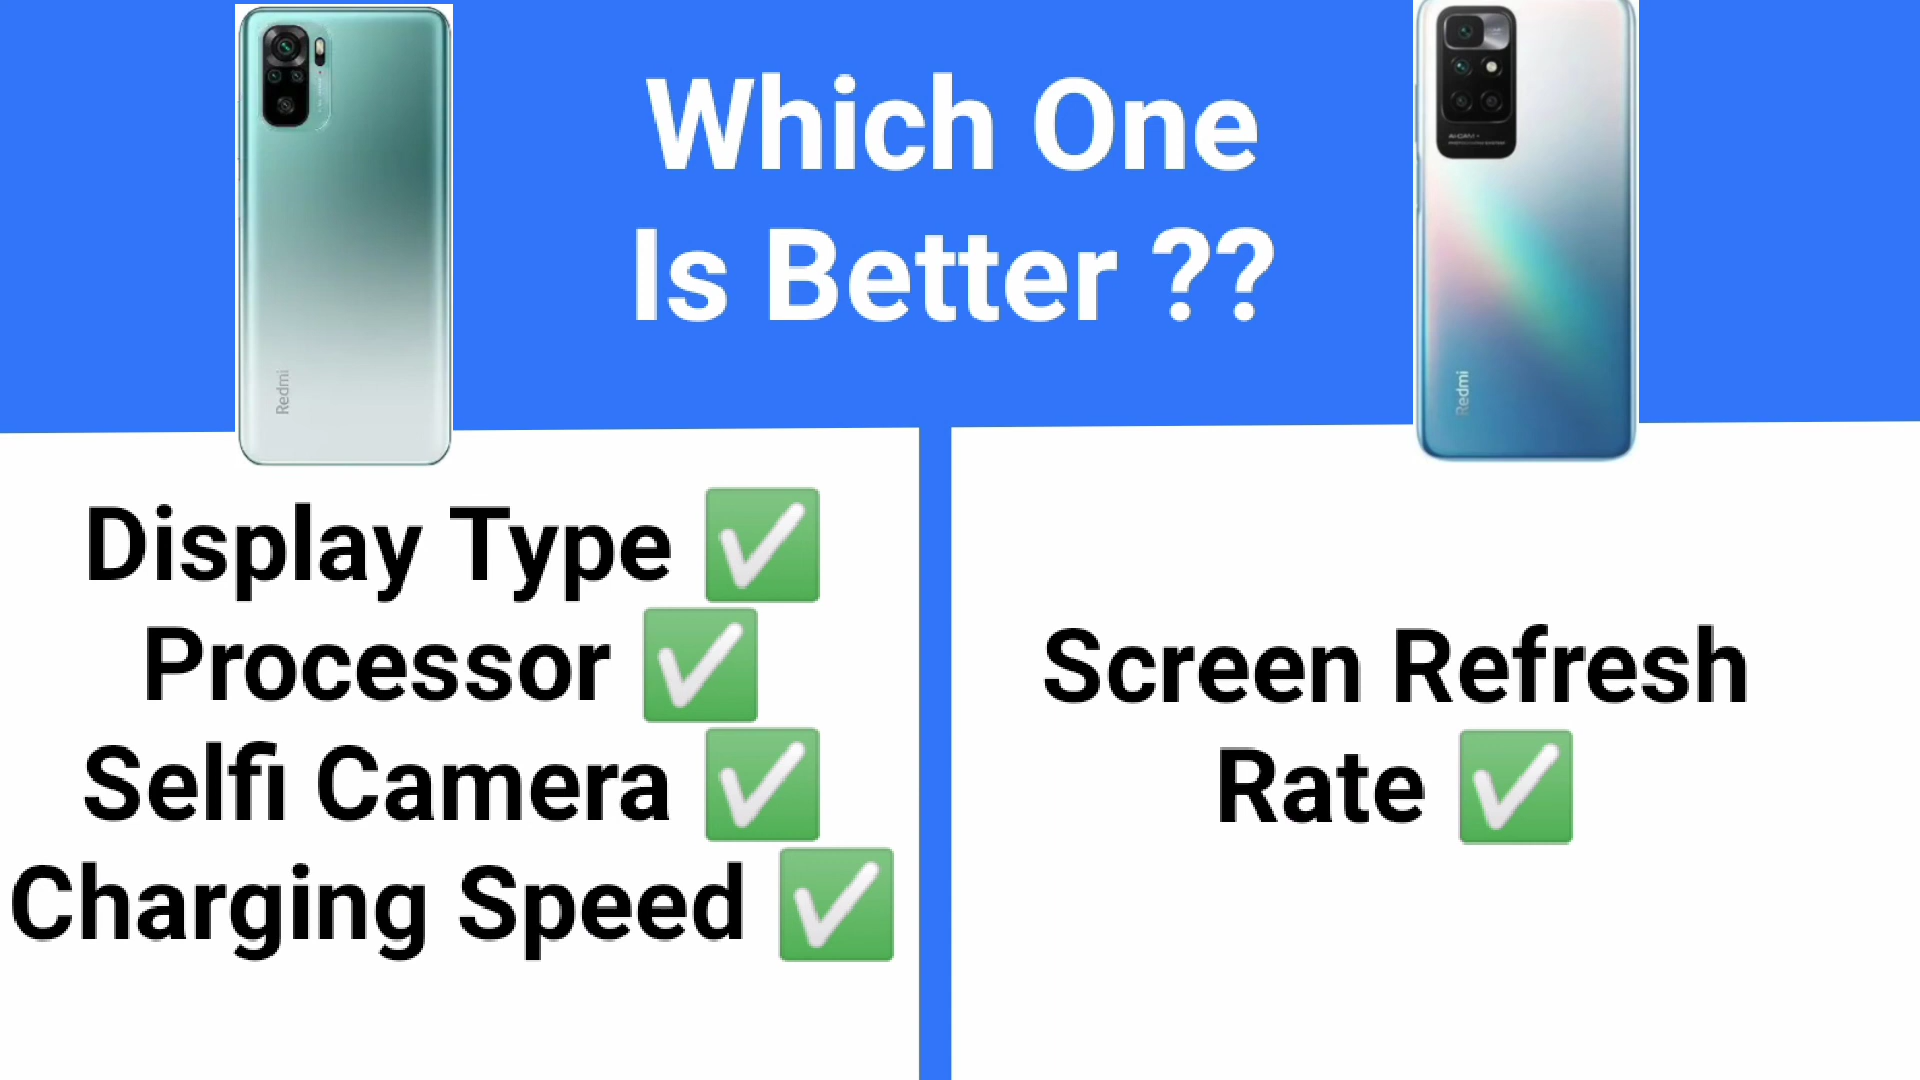 Which One
Is Better ??
Redmi
Redmi
Display Type ✅
Processor ✅
Selfi Camera ✅
Charging Speed ✅
Screen Refresh
Rate ✅